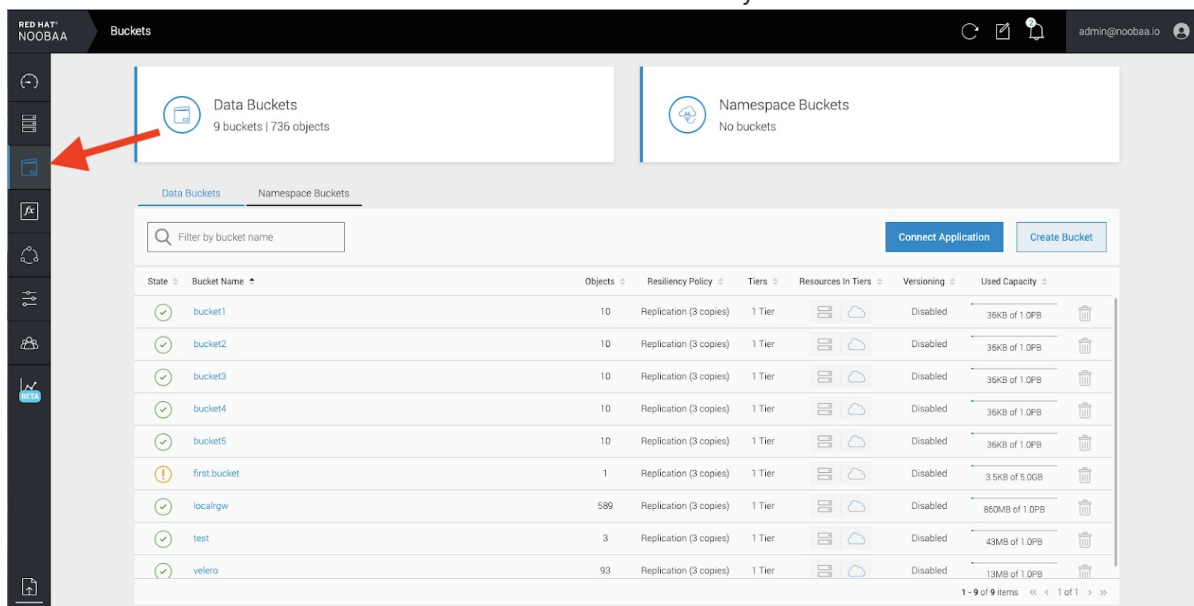 RED HAT®
NOOBAA
Buckets
2
admin@noobaa.io
Data Buckets
9 buckets | 736 objects
Namespace Buckets
No buckets
Data Buckets Namespace Buckets
Filter by bucket name
Connect Application
Create Bucket
State Bucket Name Objects Resiliency Policy Tiers Resources In Tiers Versioning Used Capacity
bucket1 10 Replication (3 copies) 1 Tier Disabled 36KB of 1.0PB
bucket2 10 Replication (3 copies) 1 Tier Disabled 36KB of 1.0PB
bucket3 10 Replication (3 copies) 1 Tier Disabled 36KB of 1.0PB
bucket4 10 Replication (3 copies) 1 Tier Disabled 36KB of 1.0PB
bucket5 10 Replication (3 copies) 1 Tier Disabled 36KB of 1.0PB
first.bucket 1 Replication (3 copies) 1 Tier Disabled 3.5KB of 5.0GB
localrgw 589 Replication (3 copies) 1 Tier Disabled 860MB of 1.0PB
test 3 Replication (3 copies) 1 Tier Disabled 43MB of 1.0PB
velero 93 Replication (3 copies) 1 Tier Disabled 13MB of 1.0PB
fx
BETA
1 - 9 of 9 items « < 1 of 1 > »